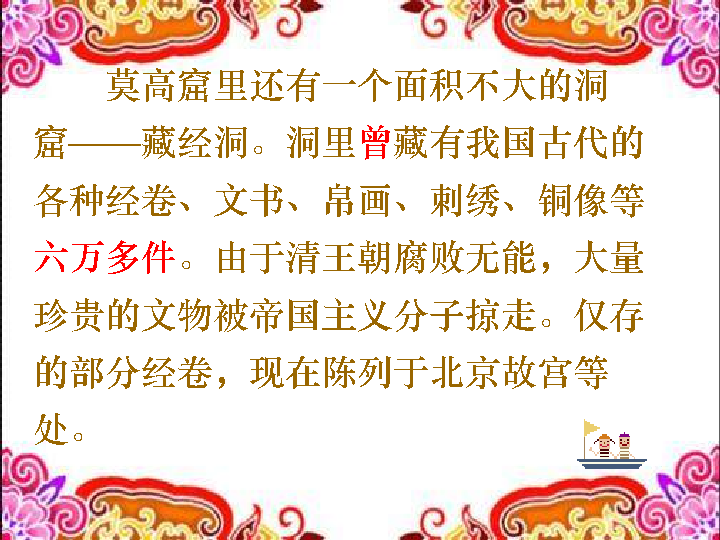 莫高窟里还有一个面积不大的洞
窟——藏经洞。洞里曾藏有我国古代的
各种经卷、文书、帛画、刺绣、铜像等
六万多件。由于清王朝腐败无能，大量
珍贵的文物被帝国主义分子掠走。仅存
的部分经卷，现在陈列于北京故宫等
处。